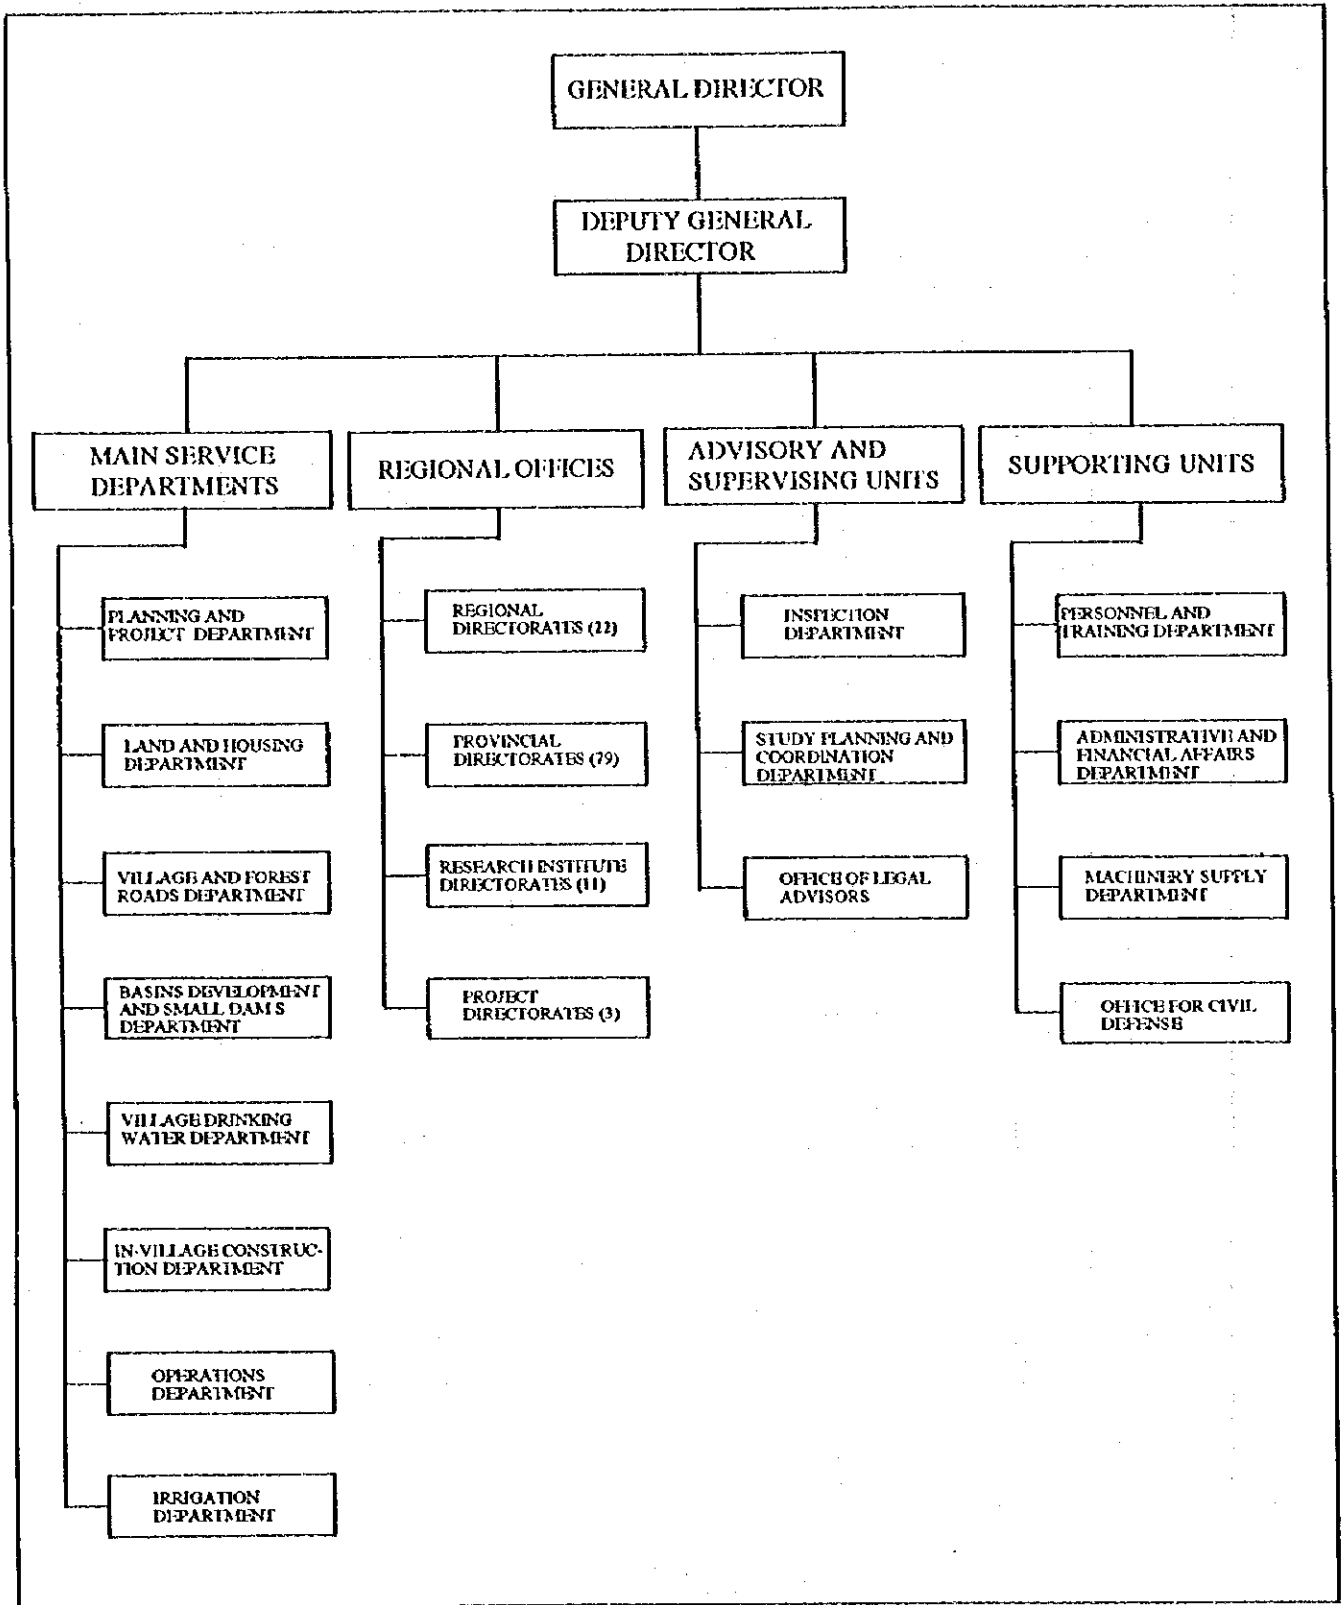 GENERAL DIRECTOR
DEPUTY GENERAL
DIRECTOR
MAIN SERVICE
DEPARTMENTS
REGIONAL OFFICES
ADVISORY AND
SUPERVISING UNITS
SUPPORTING UNITS
PLANNING AND
PROJECT DEPARTMENT
LAND AND HOUSING
DEPARTMENT
VILLAGE AND FOREST
ROADS DEPARTMENT
BASINS DEVELOPMENT
AND SMALL DAMS
DEPARTMENT
VILLAGE DRINKING
WATER DEPARTMENT
IN-VILLAGE CONSTRUC-
TION DEPARTMENT
OPERATIONS
DEPARTMENT
IRRIGATION
DEPARTMENT
REGIONAL
DIRECTORATES (22)
PROVINCIAL
DIRECTORATES (79)
RESEARCH INSTITUTE
DIRECTORATES (11)
PROJECT
DIRECTORATES (3)
INSPECTION
DEPARTMENT
STUDY PLANNING AND
COORDINATION
DEPARTMENT
OFFICE OF LEGAL
ADVISORS
PERSONNEL AND
TRAINING DEPARTMENT
ADMINISTRATIVE AND
FINANCIAL AFFAIRS
DEPARTMENT
MACHINERY SUPPLY
DEPARTMENT
OFFICE FOR CIVIL
DEFENSE